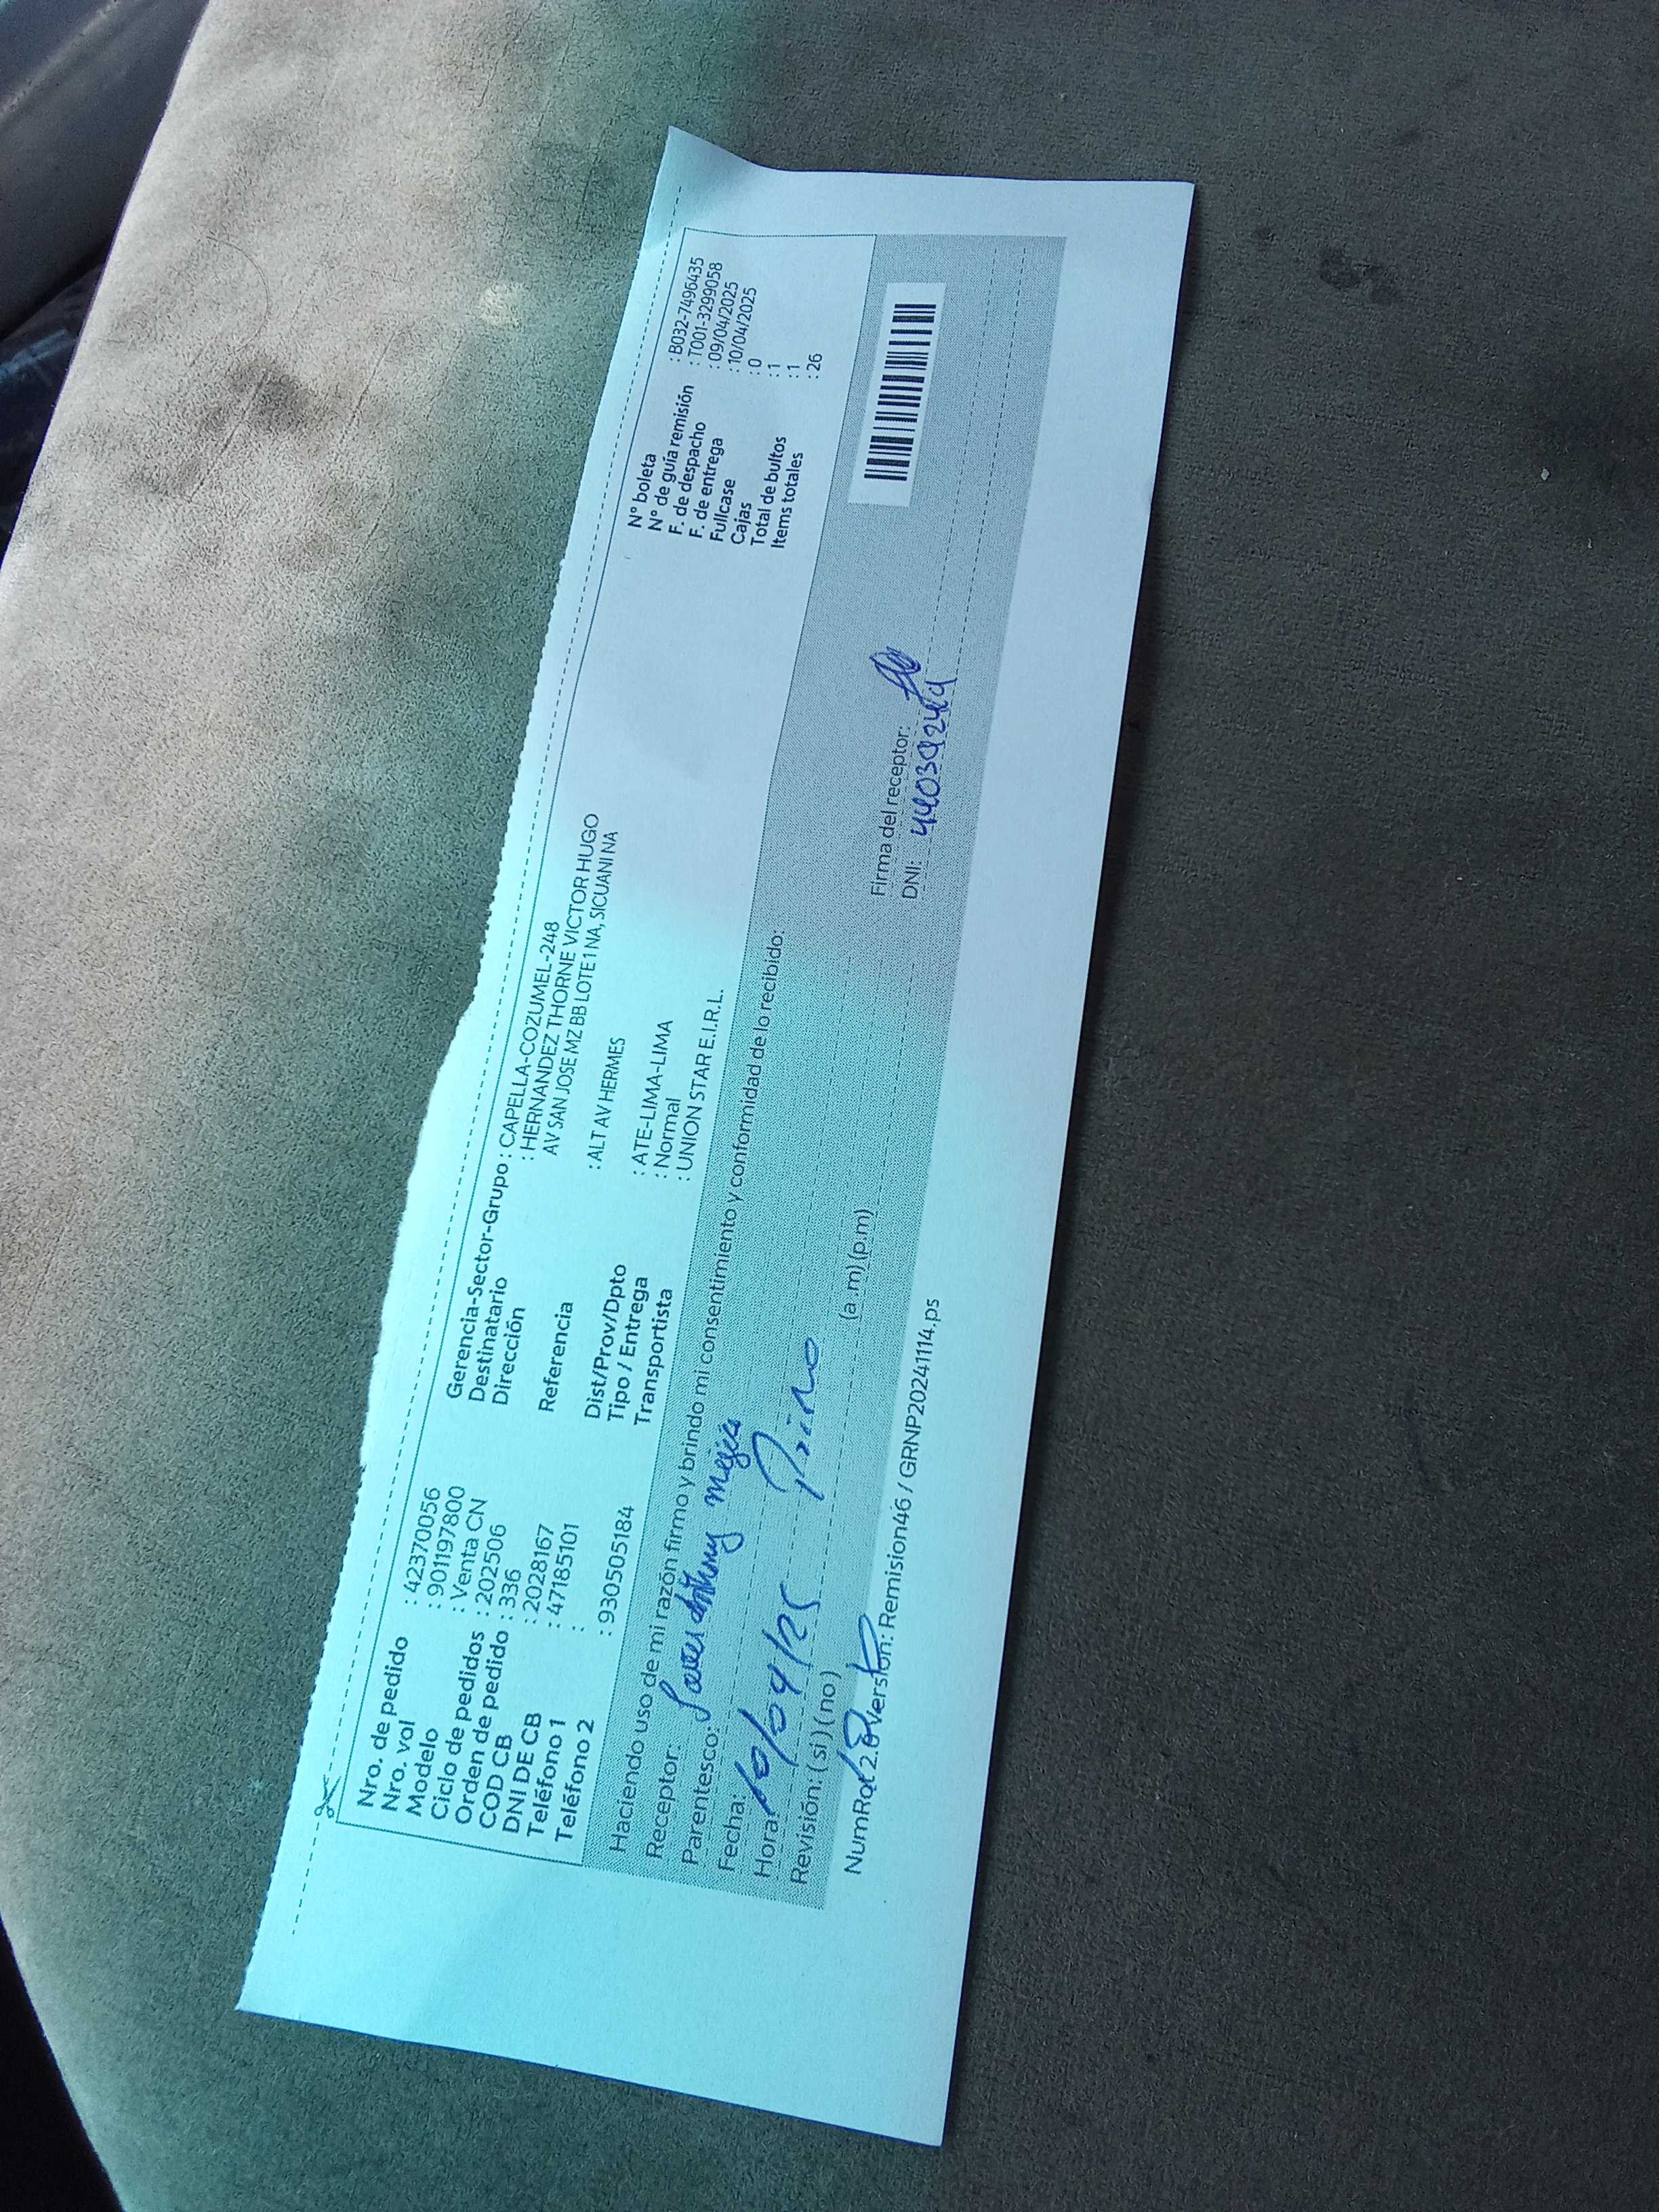 Nro. de pedido : 423700056
Nro. vol : 901197800
Modelo : Venta CN
Ciclo de pedidos : 202506
Orden de pedido : 336
COD CB : 2028167
DNI DE CB : 47185101
Teléfono 1 :
Teléfono 2 : 930505184
Gerencia-Sector-Grupo : CAPELLA-COZUMEL-248
Destinatario : HERNANDEZ THORNE VICTOR HUGO
Dirección AV SAN JOSE MZ BB LOTE 1 NA, SICUANI NA
Referencia : ALT AV HERMES
Dist/Prov/Dpto : ATE-LIMA-LIMA
Tipo / Entrega : Normal
Transportista : UNION STAR E.I.R.L.
N° boleta : B032-7496435
N° de guía remisión : T001-3299058
F. de despacho : 09/04/2025
F. de entrega : 10/04/2025
Fullcase : 0
Cajas : 1
Total de bultos : 1
Items totales : 26
Haciendo uso de mi razón firmo y brindo mi consentimiento y conformidad de lo recibido:
Receptor: Anthony Mejia
Parentesco: Primo
Fecha: 10/04/25
Hora: (a.m) (p.m)
Revisión: (si) (no)
Firma del receptor:
DNI: 44039244
NumRot 2.0 Version: Remision46 / GRNP20241114.ps